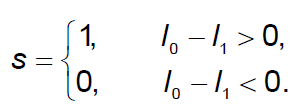 s = { 1, I₀ − I₁ > 0,
0, I₀ − I₁ < 0.